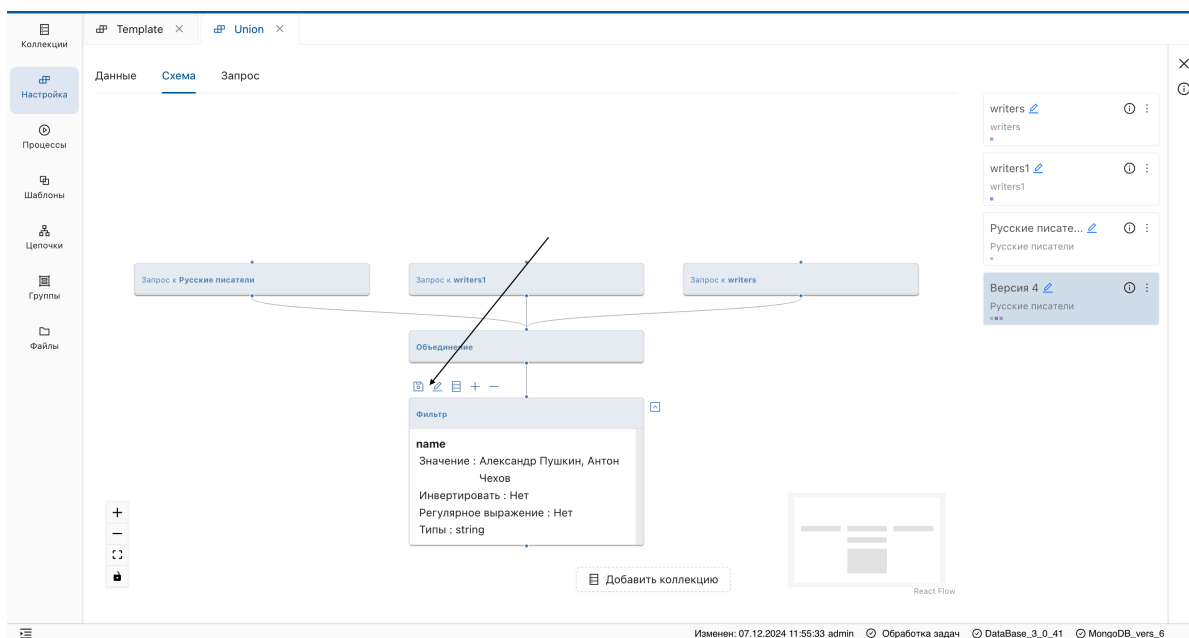 Template
Union
Коллекции
Настройка
Процессы
Шаблоны
Цепочки
Группы
Файлы
Данные
Схема
Запрос
writers
writers
writers1
writers1
Русские писате...
Русские писатели
Версия 4
Русские писатели
Запрос к Русские писатели
Запрос к writers1
Запрос к writers
Объединение
Фильтр
name
Значение : Александр Пушкин, Антон
Чехов
Инвертировать : Нет
Регулярное выражение : Нет
Типы : string
Добавить коллекцию
React Flow
Изменен: 07.12.2024 11:55:33 admin
Обработка задач
DataBase_3_0_41
MongoDB_vers_6